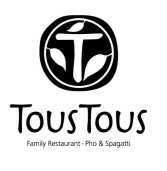 T
TOUSTOUS
Family Restaurant - Pho & Spagatti